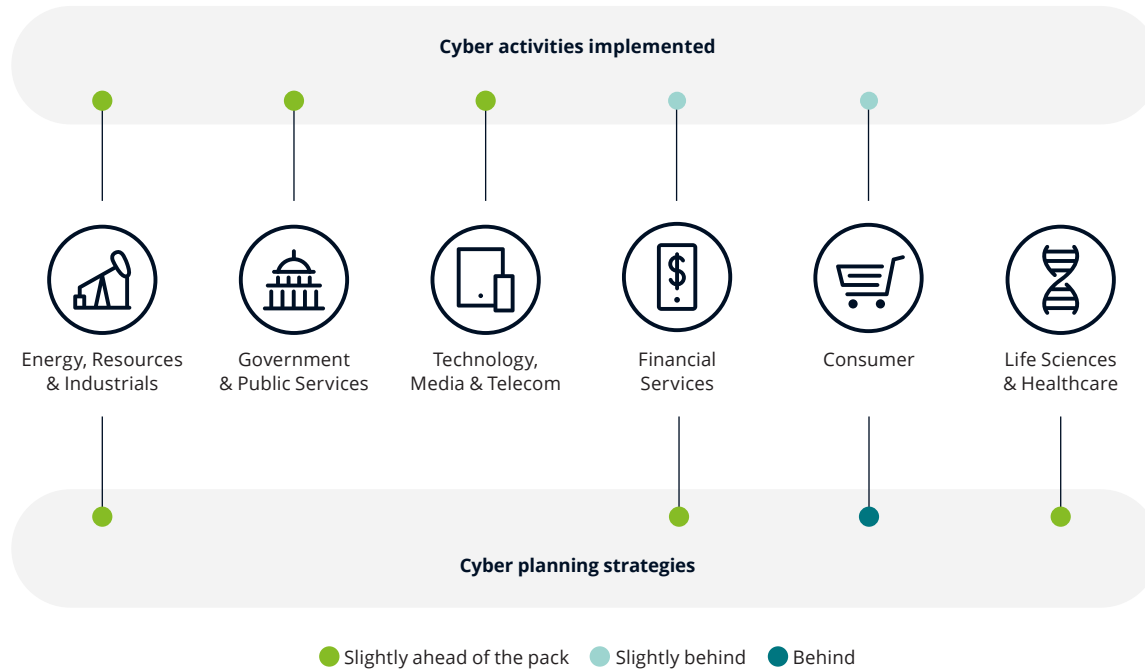 Cyber activities implemented
$
Energy, Resources
& Industrials
Government
& Public Services
Technology,
Media & Telecom
Financial
Services
Consumer
Life Sciences
& Healthcare
Cyber planning strategies
Slightly ahead of the pack
Slightly behind
Behind